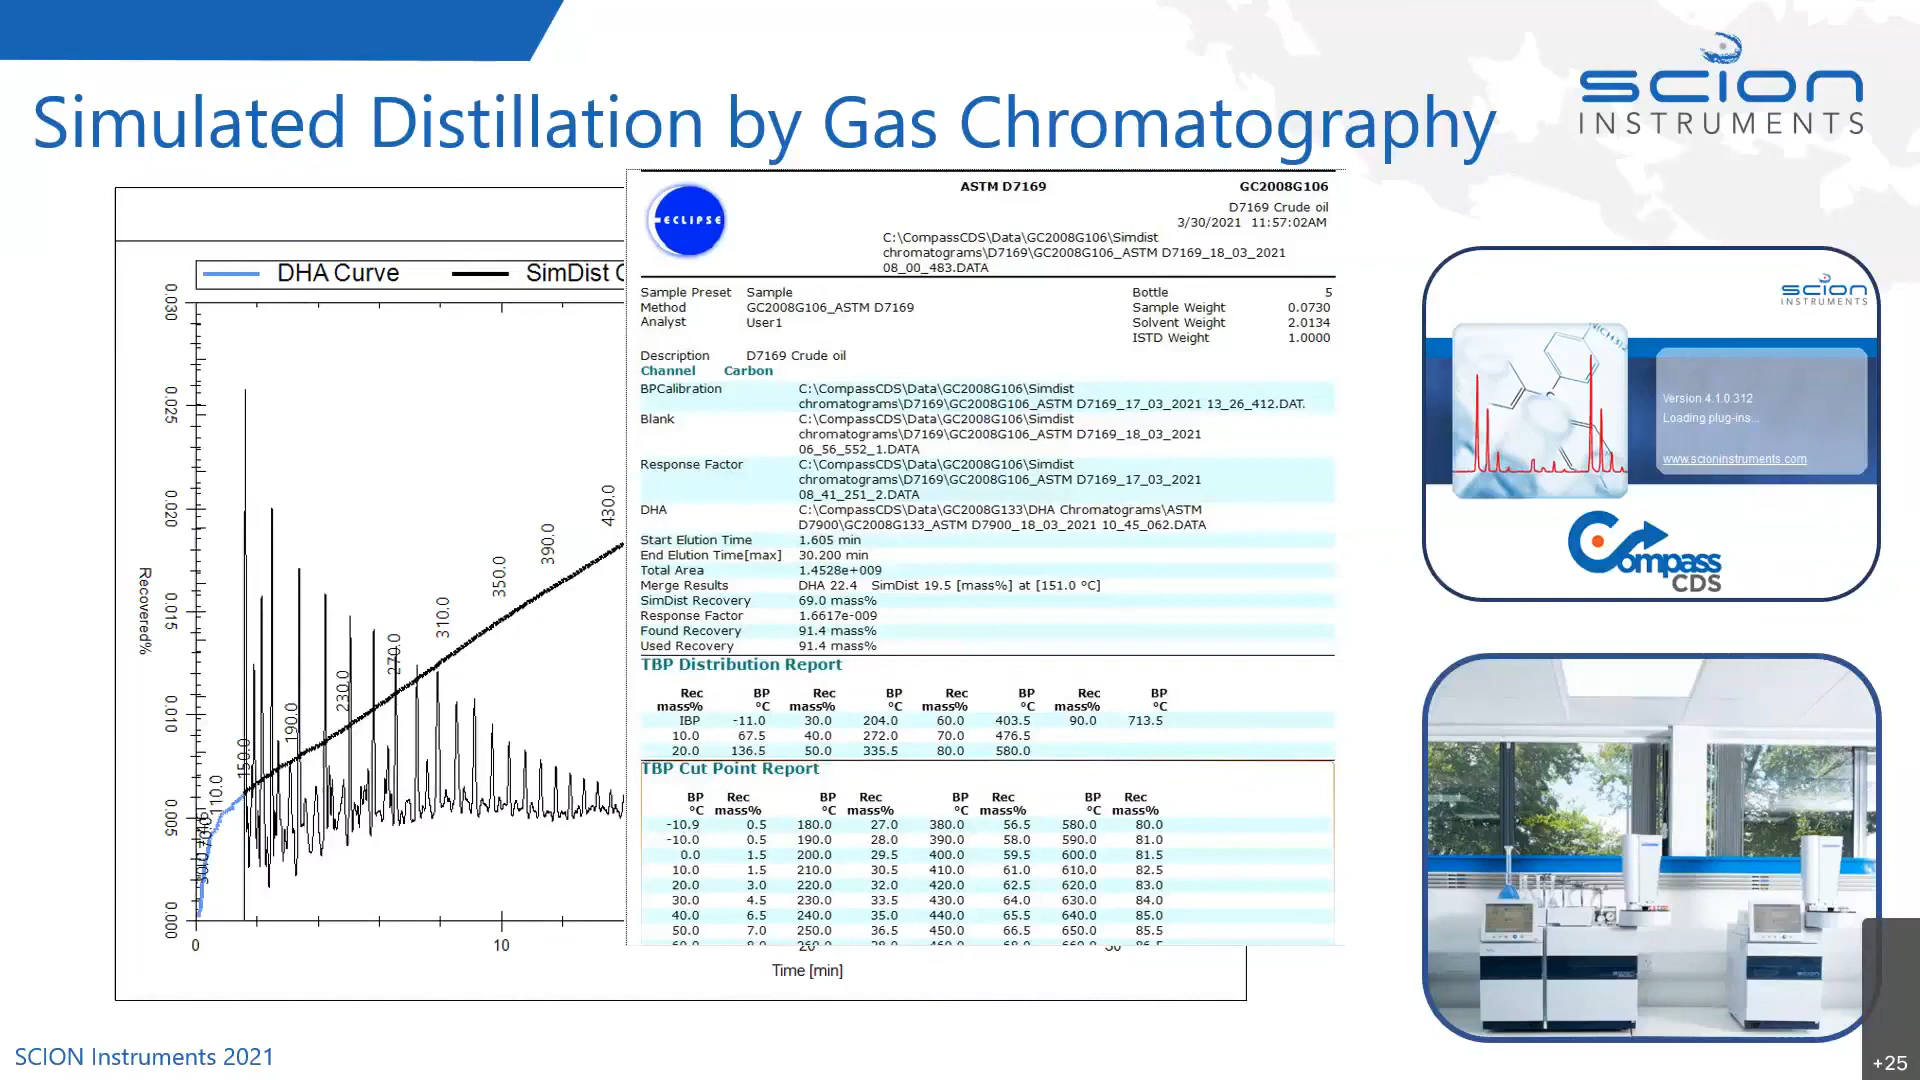 Simulated Distillation by Gas Chromatography
scion
INSTRUMENTS
DHA Curve SimDist C
0.030
0.025
0.020
0.015
0.010
0.005
0.000
Recovered%
110.0
150.0
190.0
230.0
270.0
310.0
350.0
390.0
430.0
0 10 20 30
Time [min]
ECLIPSE
ASTM D7169 GC2008G106
D7169 Crude oil
3/30/2021 11:57:02AM
C:\CompassCDS\Data\GC2008G106\Simdist
chromatograms\D7169\GC2008G106_ASTM D7169_18_03_2021
08_00_483.DATA
Sample Preset Sample Bottle 5
Method GC2008G106_ASTM D7169 Sample Weight 0.0730
Analyst User1 Solvent Weight 2.0134
ISTD Weight 1.0000
Description D7169 Crude oil
Channel Carbon
BPCalibration C:\CompassCDS\Data\GC2008G106\Simdist
chromatograms\D7169\GC2008G106_ASTM D7169_17_03_2021 13_26_412.DAT.
Blank C:\CompassCDS\Data\GC2008G106\Simdist
chromatograms\D7169\GC2008G106_ASTM D7169_18_03_2021
06_56_552_1.DATA
Response Factor C:\CompassCDS\Data\GC2008G106\Simdist
chromatograms\D7169\GC2008G106_ASTM D7169_17_03_2021
08_41_251_2.DATA
DHA C:\CompassCDS\Data\GC2008G133\DHA Chromatograms\ASTM
D7900\GC2008G133_ASTM D7900_18_03_2021 10_45_062.DATA
Start Elution Time 1.605 min
End Elution Time[max] 30.200 min
Total Area 1.4528e+009
Merge Results DHA 22.4 SimDist 19.5 [mass%] at [151.0 °C]
SimDist Recovery 69.0 mass%
Response Factor 1.6617e-009
Found Recovery 91.4 mass%
Used Recovery 91.4 mass%
TBP Distribution Report
Rec BP Rec BP Rec BP Rec BP
mass% °C mass% °C mass% °C mass% °C
IBP -11.0 30.0 204.0 60.0 403.5 90.0 713.5
10.0 67.5 40.0 272.0 70.0 476.5
20.0 136.5 50.0 335.5 80.0 580.0
TBP Cut Point Report
BP Rec BP Rec BP Rec BP Rec
°C mass% °C mass% °C mass% °C mass%
-10.9 0.5 180.0 27.0 380.0 56.5 580.0 80.0
-10.0 0.5 190.0 28.0 390.0 58.0 590.0 81.0
0.0 1.5 200.0 29.5 400.0 59.5 600.0 81.5
10.0 1.5 210.0 30.5 410.0 61.0 610.0 82.5
20.0 3.0 220.0 32.0 420.0 62.5 620.0 83.0
30.0 4.5 230.0 33.5 430.0 64.0 630.0 84.0
40.0 6.5 240.0 35.0 440.0 65.5 640.0 85.0
50.0 7.0 250.0 36.5 450.0 66.5 650.0 85.5
scion
INSTRUMENTS
Version 4.1.0.312
Loading plug-ins...
www.scioninstruments.com
Compass
CDS
SCION Instruments 2021
+25